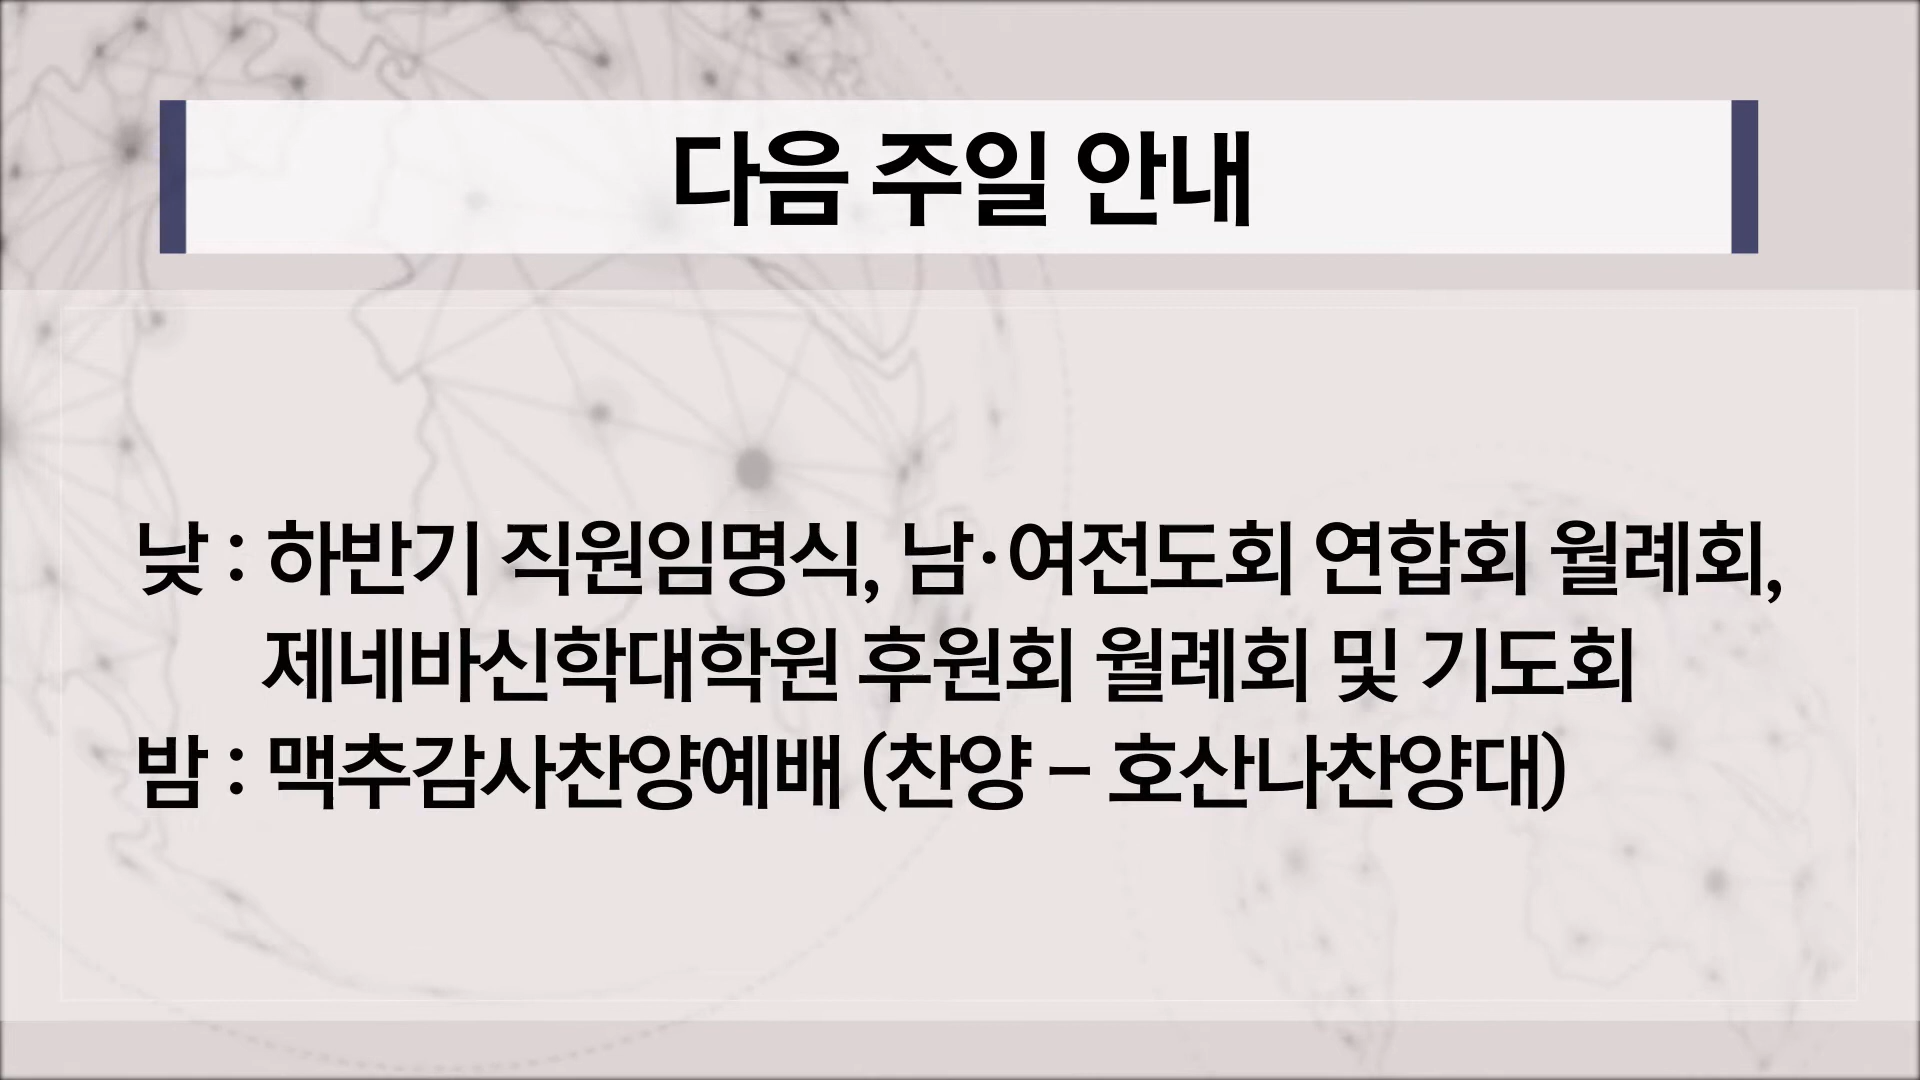 다음 주일 안내
낮 : 하반기 직원임명식, 남·여전도회 연합회 월례회,
제네바신학대학원 후원회 월례회 및 기도회
밤 : 맥추감사찬양예배 (찬양 – 호산나찬양대)